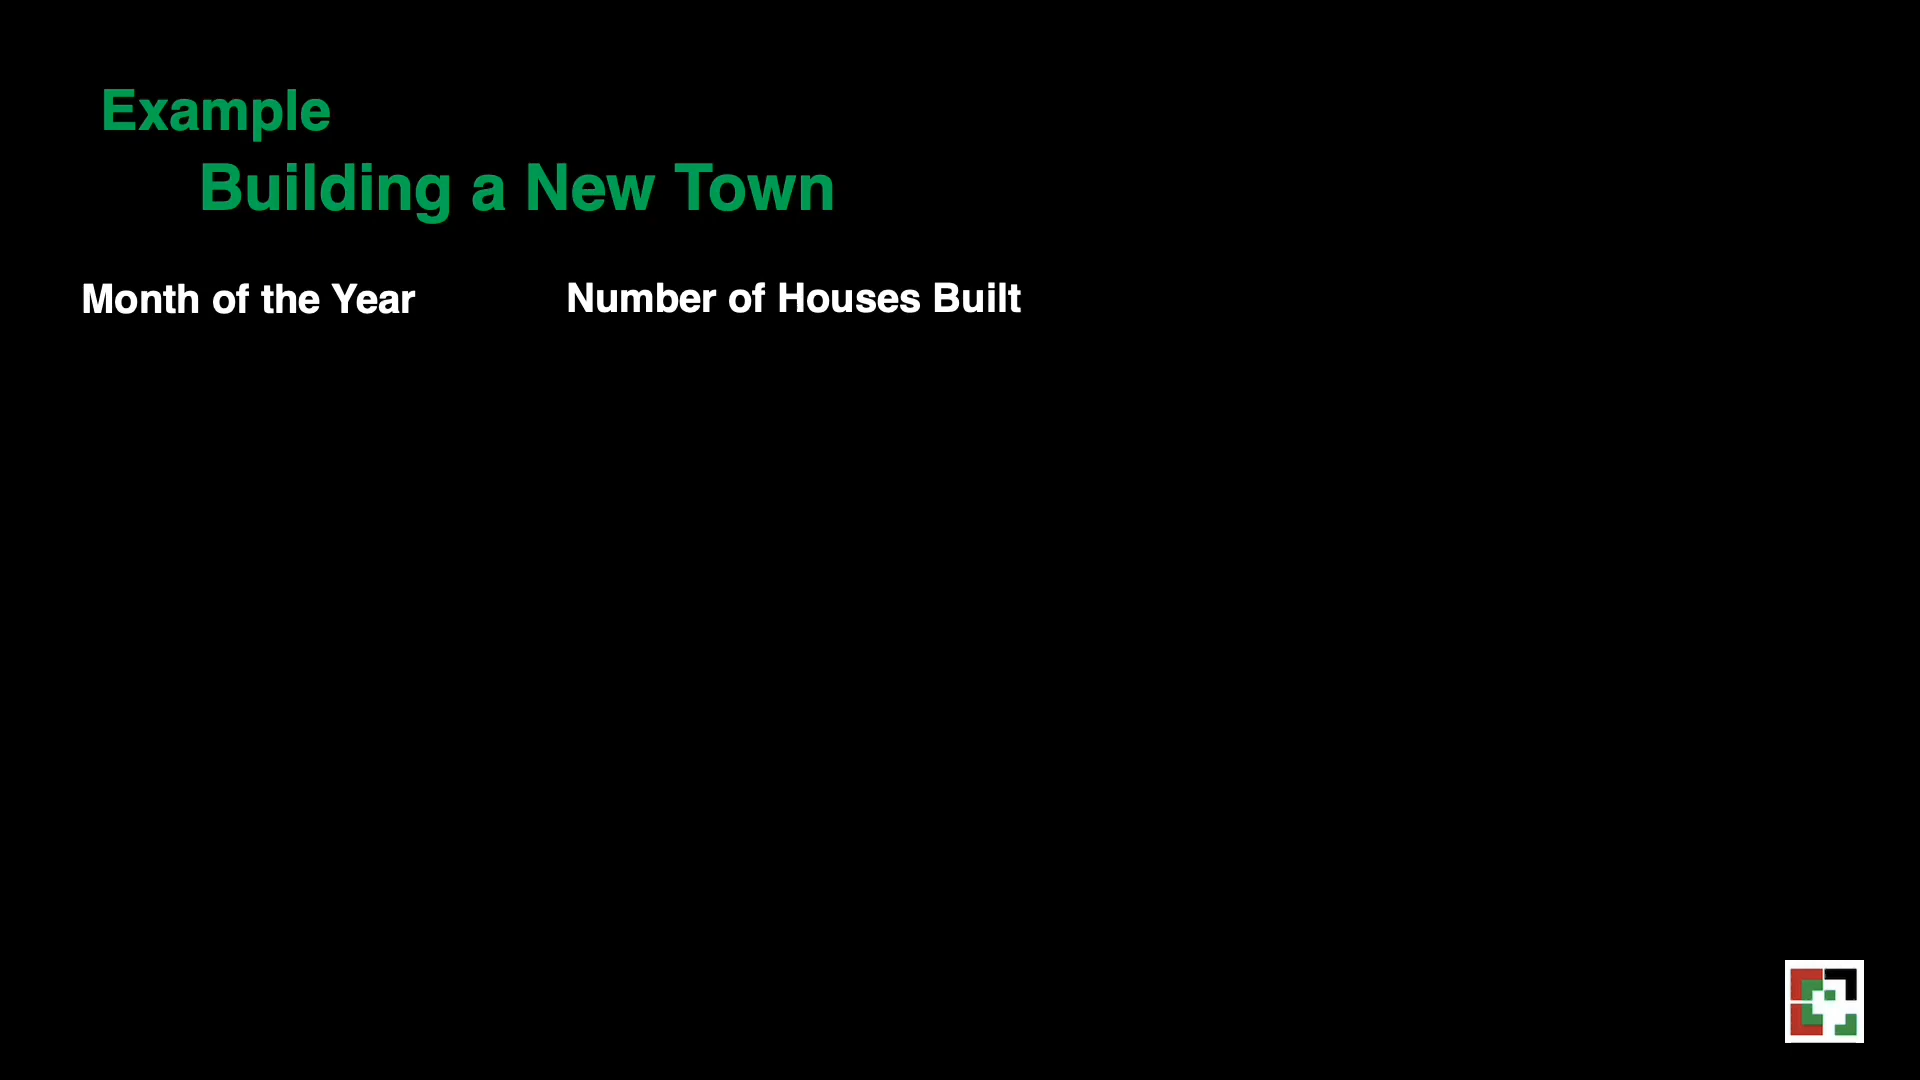 Example
Building a New Town
Month of the Year Number of Houses Built